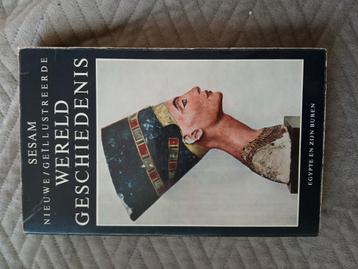 SESAM
NIEUWE/GEÏLLUSTREERDE
WERELD
GESCHIEDENIS
EGYPTE EN ZIJN BUREN